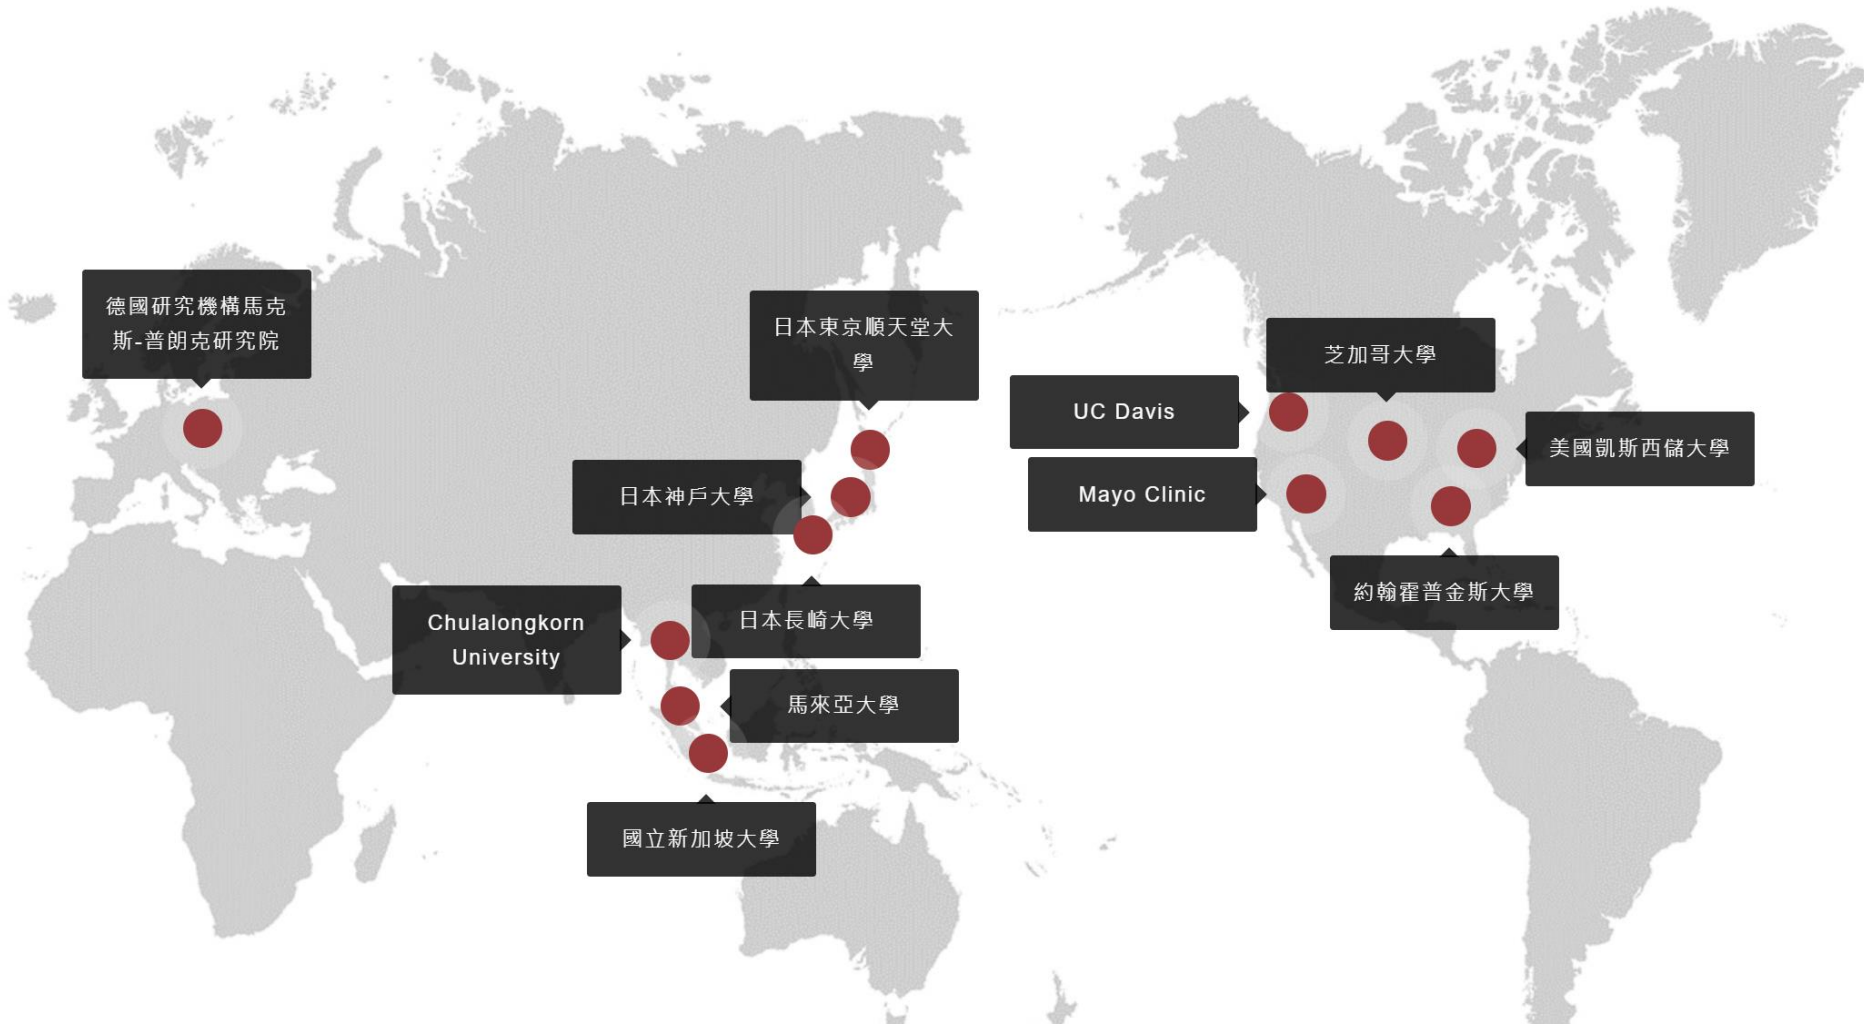 德國研究機構馬克
斯-普朗克研究院
日本東京順天堂大
學
芝加哥大學
UC Davis
美國凱斯西儲大學
日本神戶大學
Mayo Clinic
約翰霍普金斯大學
Chulalongkorn
University
日本長崎大學
馬來亞大學
國立新加坡大學